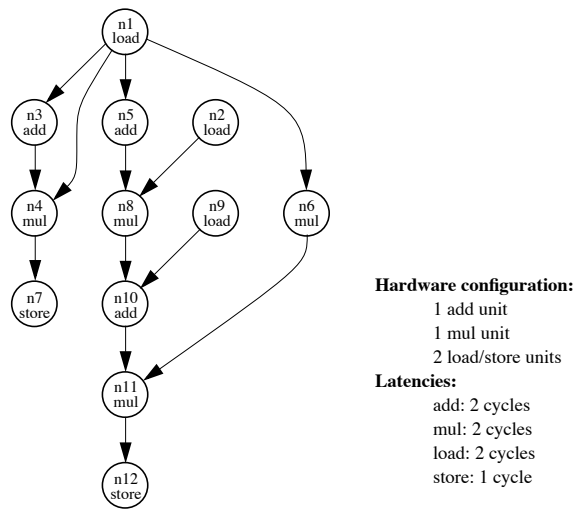 n1
load
n3
add
n5
add
n2
load
n4
mul
n8
mul
n9
load
n6
mul
n7
store
n10
add
n11
mul
n12
store
Hardware configuration:
1 add unit
1 mul unit
2 load/store units
Latencies:
add: 2 cycles
mul: 2 cycles
load: 2 cycles
store: 1 cycle